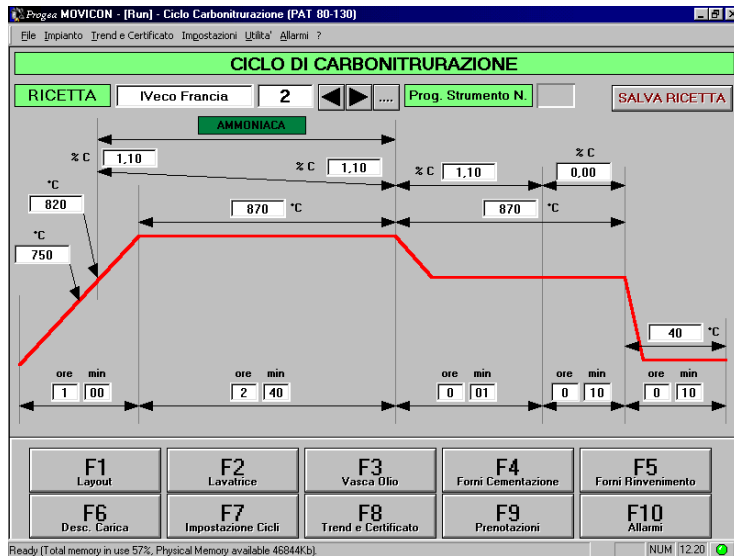 Progea MOVICON - [Run] - Ciclo Carbonitrurazione (PAT 80-130)
File Impianto Trend e Certificato Impostazioni Utilita' Allarmi ?
CICLO DI CARBONITRURAZIONE
RICETTA IVeco Francia 2 .... Prog. Strumento N. SALVA RICETTA
AMMONIACA
% C 1,10
% C 1,10
% C 1,10
% C
0,00
°C
820
870 °C
870 °C
°C
750
40 °C
ore min
1 00
ore min
2 40
ore min
0 01
ore min
0 10
ore min
0 10
F1
Layout
F2
Lavatrice
F3
Vasca Olio
F4
Forni Cementazione
F5
Forni Rinvenimento
F6
Desc. Carica
F7
Impostazione Cicli
F8
Trend e Certificato
F9
Prenotazioni
F10
Allarmi
Ready (Total memory in use 57%, Physical Memory available 46844Kb). NUM 12.20